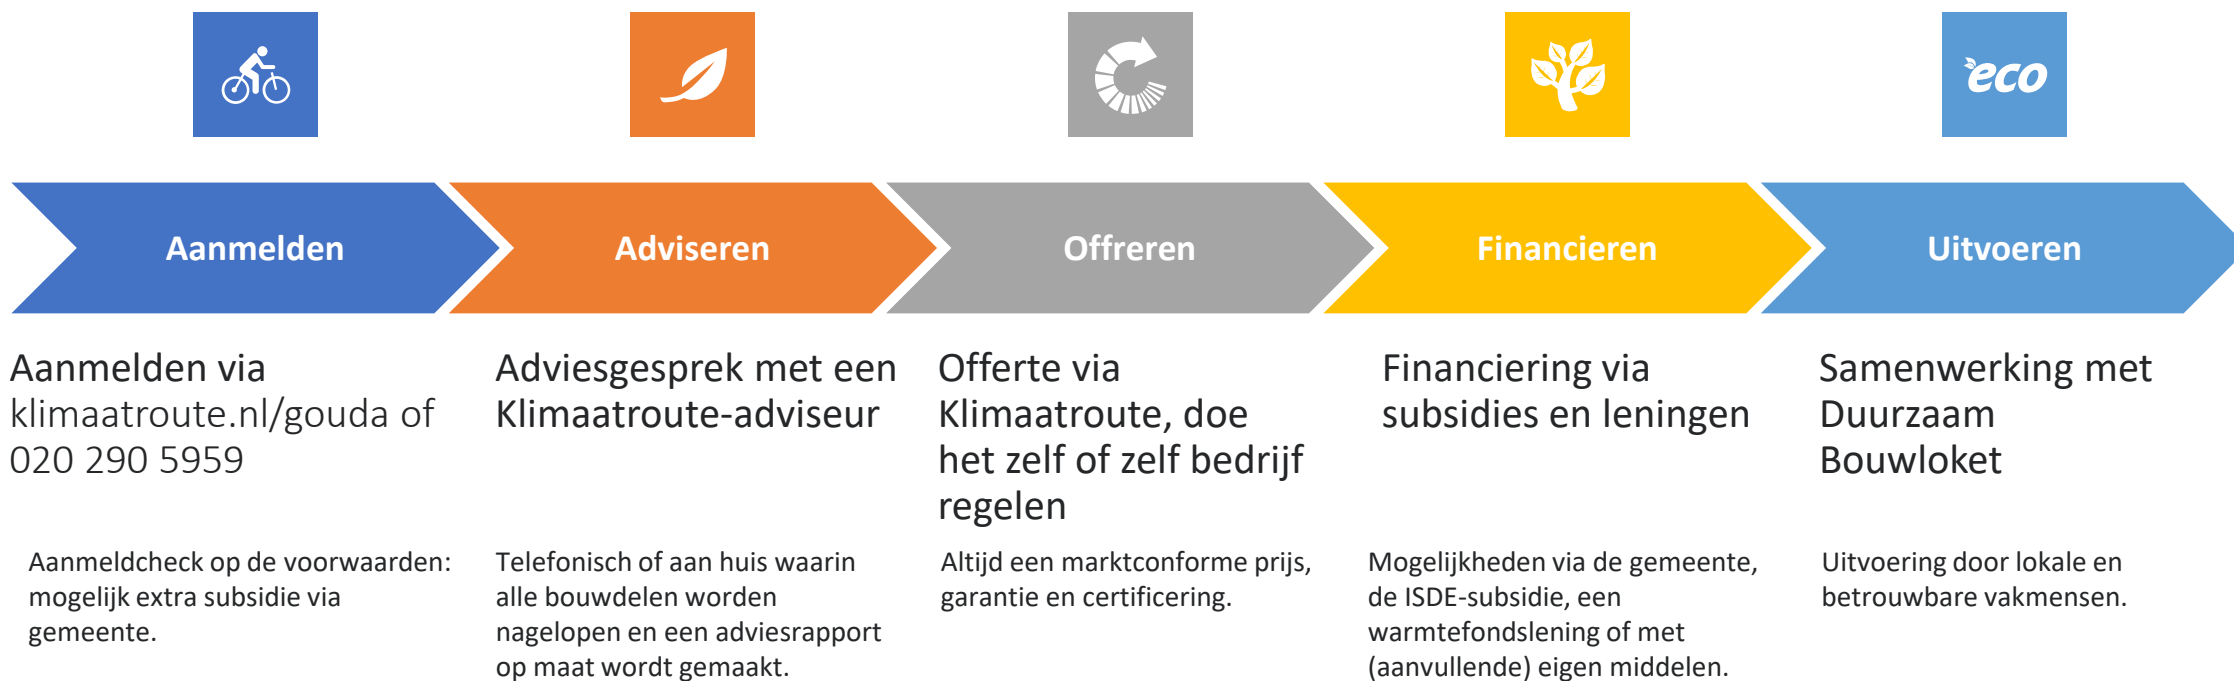 eco
Aanmelden
Adviseren
Offreren
Financieren
Uitvoeren
Aanmelden via
klimaatroute.nl/gouda of
020 290 5959
Aanmeldcheck op de voorwaarden:
mogelijk extra subsidie via
gemeente.
Adviesgesprek met een
Klimaatroute-adviseur
Telefonisch of aan huis waarin
alle bouwdelen worden
nagelopen en een adviesrapport
op maat wordt gemaakt.
Offerte via
Klimaatroute, doe
het zelf of zelf bedrijf
regelen
Altijd een marktconforme prijs,
garantie en certificering.
Financiering via
subsidies en leningen
Mogelijkheden via de gemeente,
de ISDE-subsidie, een
warmtefondslening of met
(aanvullende) eigen middelen.
Samenwerking met
Duurzaam
Bouwloket
Uitvoering door lokale en
betrouwbare vakmensen.